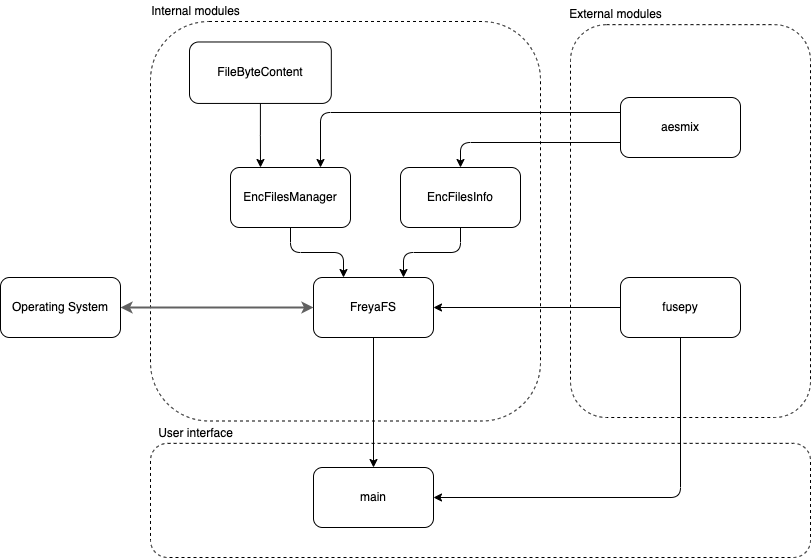 Internal modules
External modules
FileByteContent
aesmix
EncFilesManager
EncFilesInfo
Operating System
FreyaFS
fusepy
User interface
main